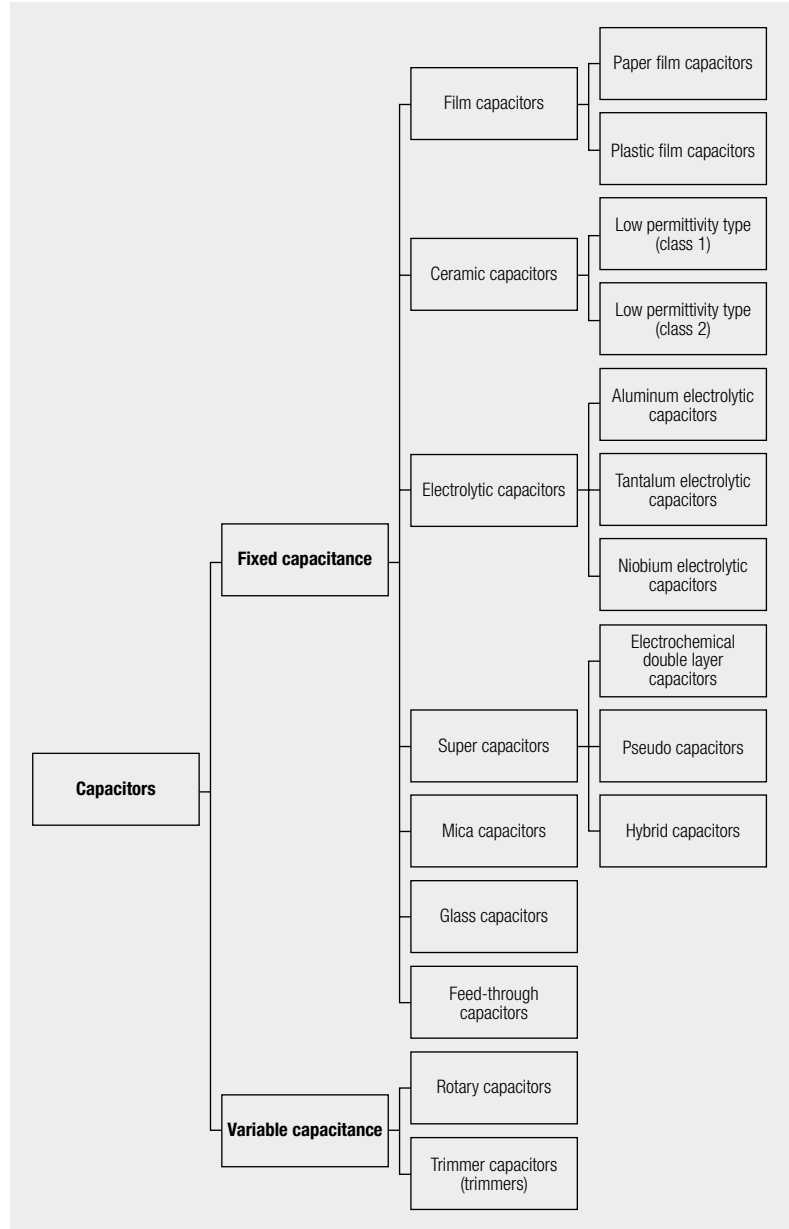 Paper film capacitors
Film capacitors
Plastic film capacitors
Low permittivity type
(class 1)
Ceramic capacitors
Low permittivity type
(class 2)
Aluminum electrolytic
capacitors
Electrolytic capacitors
Tantalum electrolytic
capacitors
Fixed capacitance
Niobium electrolytic
capacitors
Electrochemical
double layer
capacitors
Super capacitors
Pseudo capacitors
Capacitors
Mica capacitors
Hybrid capacitors
Glass capacitors
Feed-through
capacitors
Rotary capacitors
Variable capacitance
Trimmer capacitors
(trimmers)